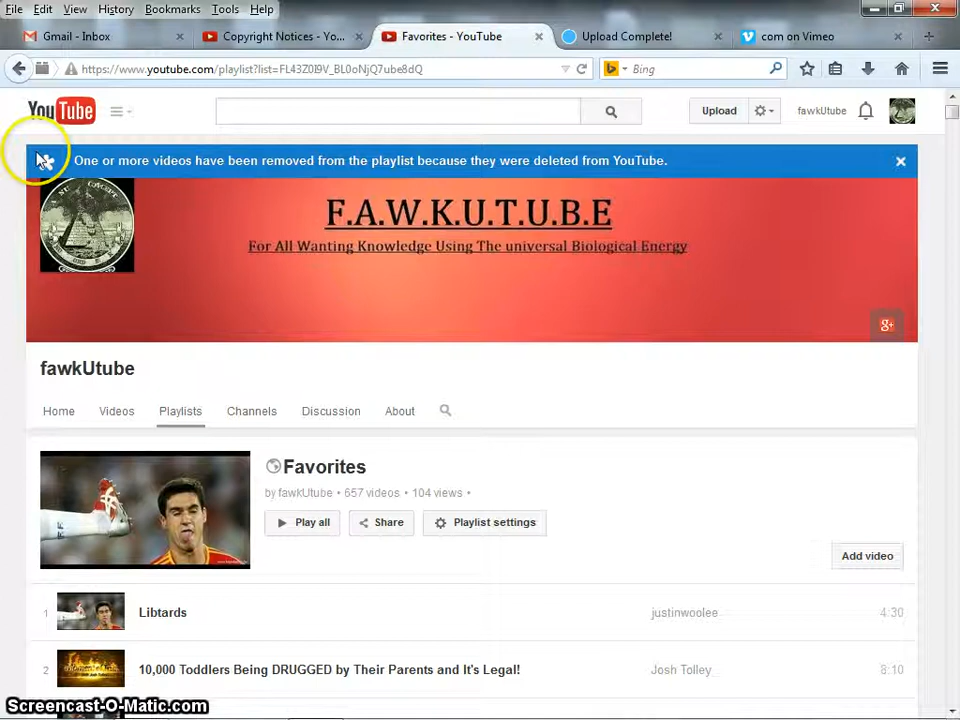 File Edit View History Bookmarks Tools Help
Gmail - Inbox × Copyright Notices - Yo... × Favorites - YouTube × Upload Complete! × com on Vimeo ×
https://www.youtube.com/playlist?list=FL43Z0I9V_BL0oNjQ7ube8dQ Bing
YouTube Upload fawkUtube
One or more videos have been removed from the playlist because they were deleted from YouTube.
F.A.W.K.U.T.U.B.E
For All Wanting Knowledge Using The universal Biological Energy
g+
fawkUtube
Home Videos Playlists Channels Discussion About
Favorites
by fawkUtube • 657 videos • 104 views •
Play all Share Playlist settings
Add video
1 Libtards justinwoolee 4:30
2 10,000 Toddlers Being DRUGGED by Their Parents and It's Legal! Josh Tolley 8:10
Screencast-O-Matic.com